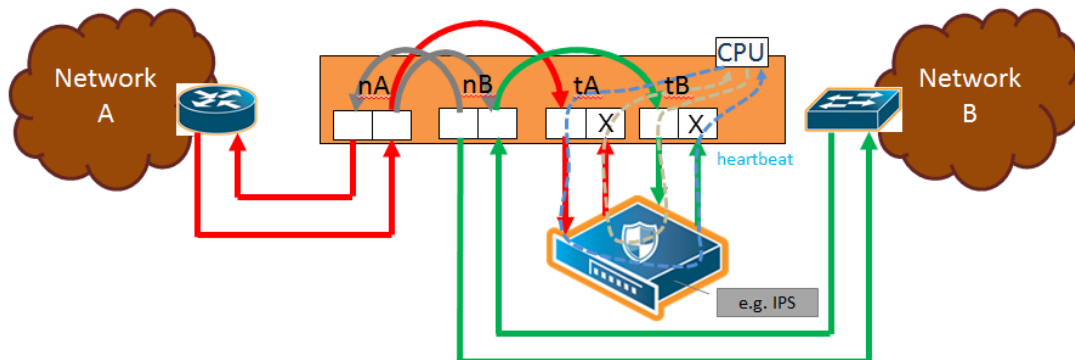 CPU
Network
A
nA
nB
tA
tB
Network
B
X
X
heartbeat
e.g. IPS